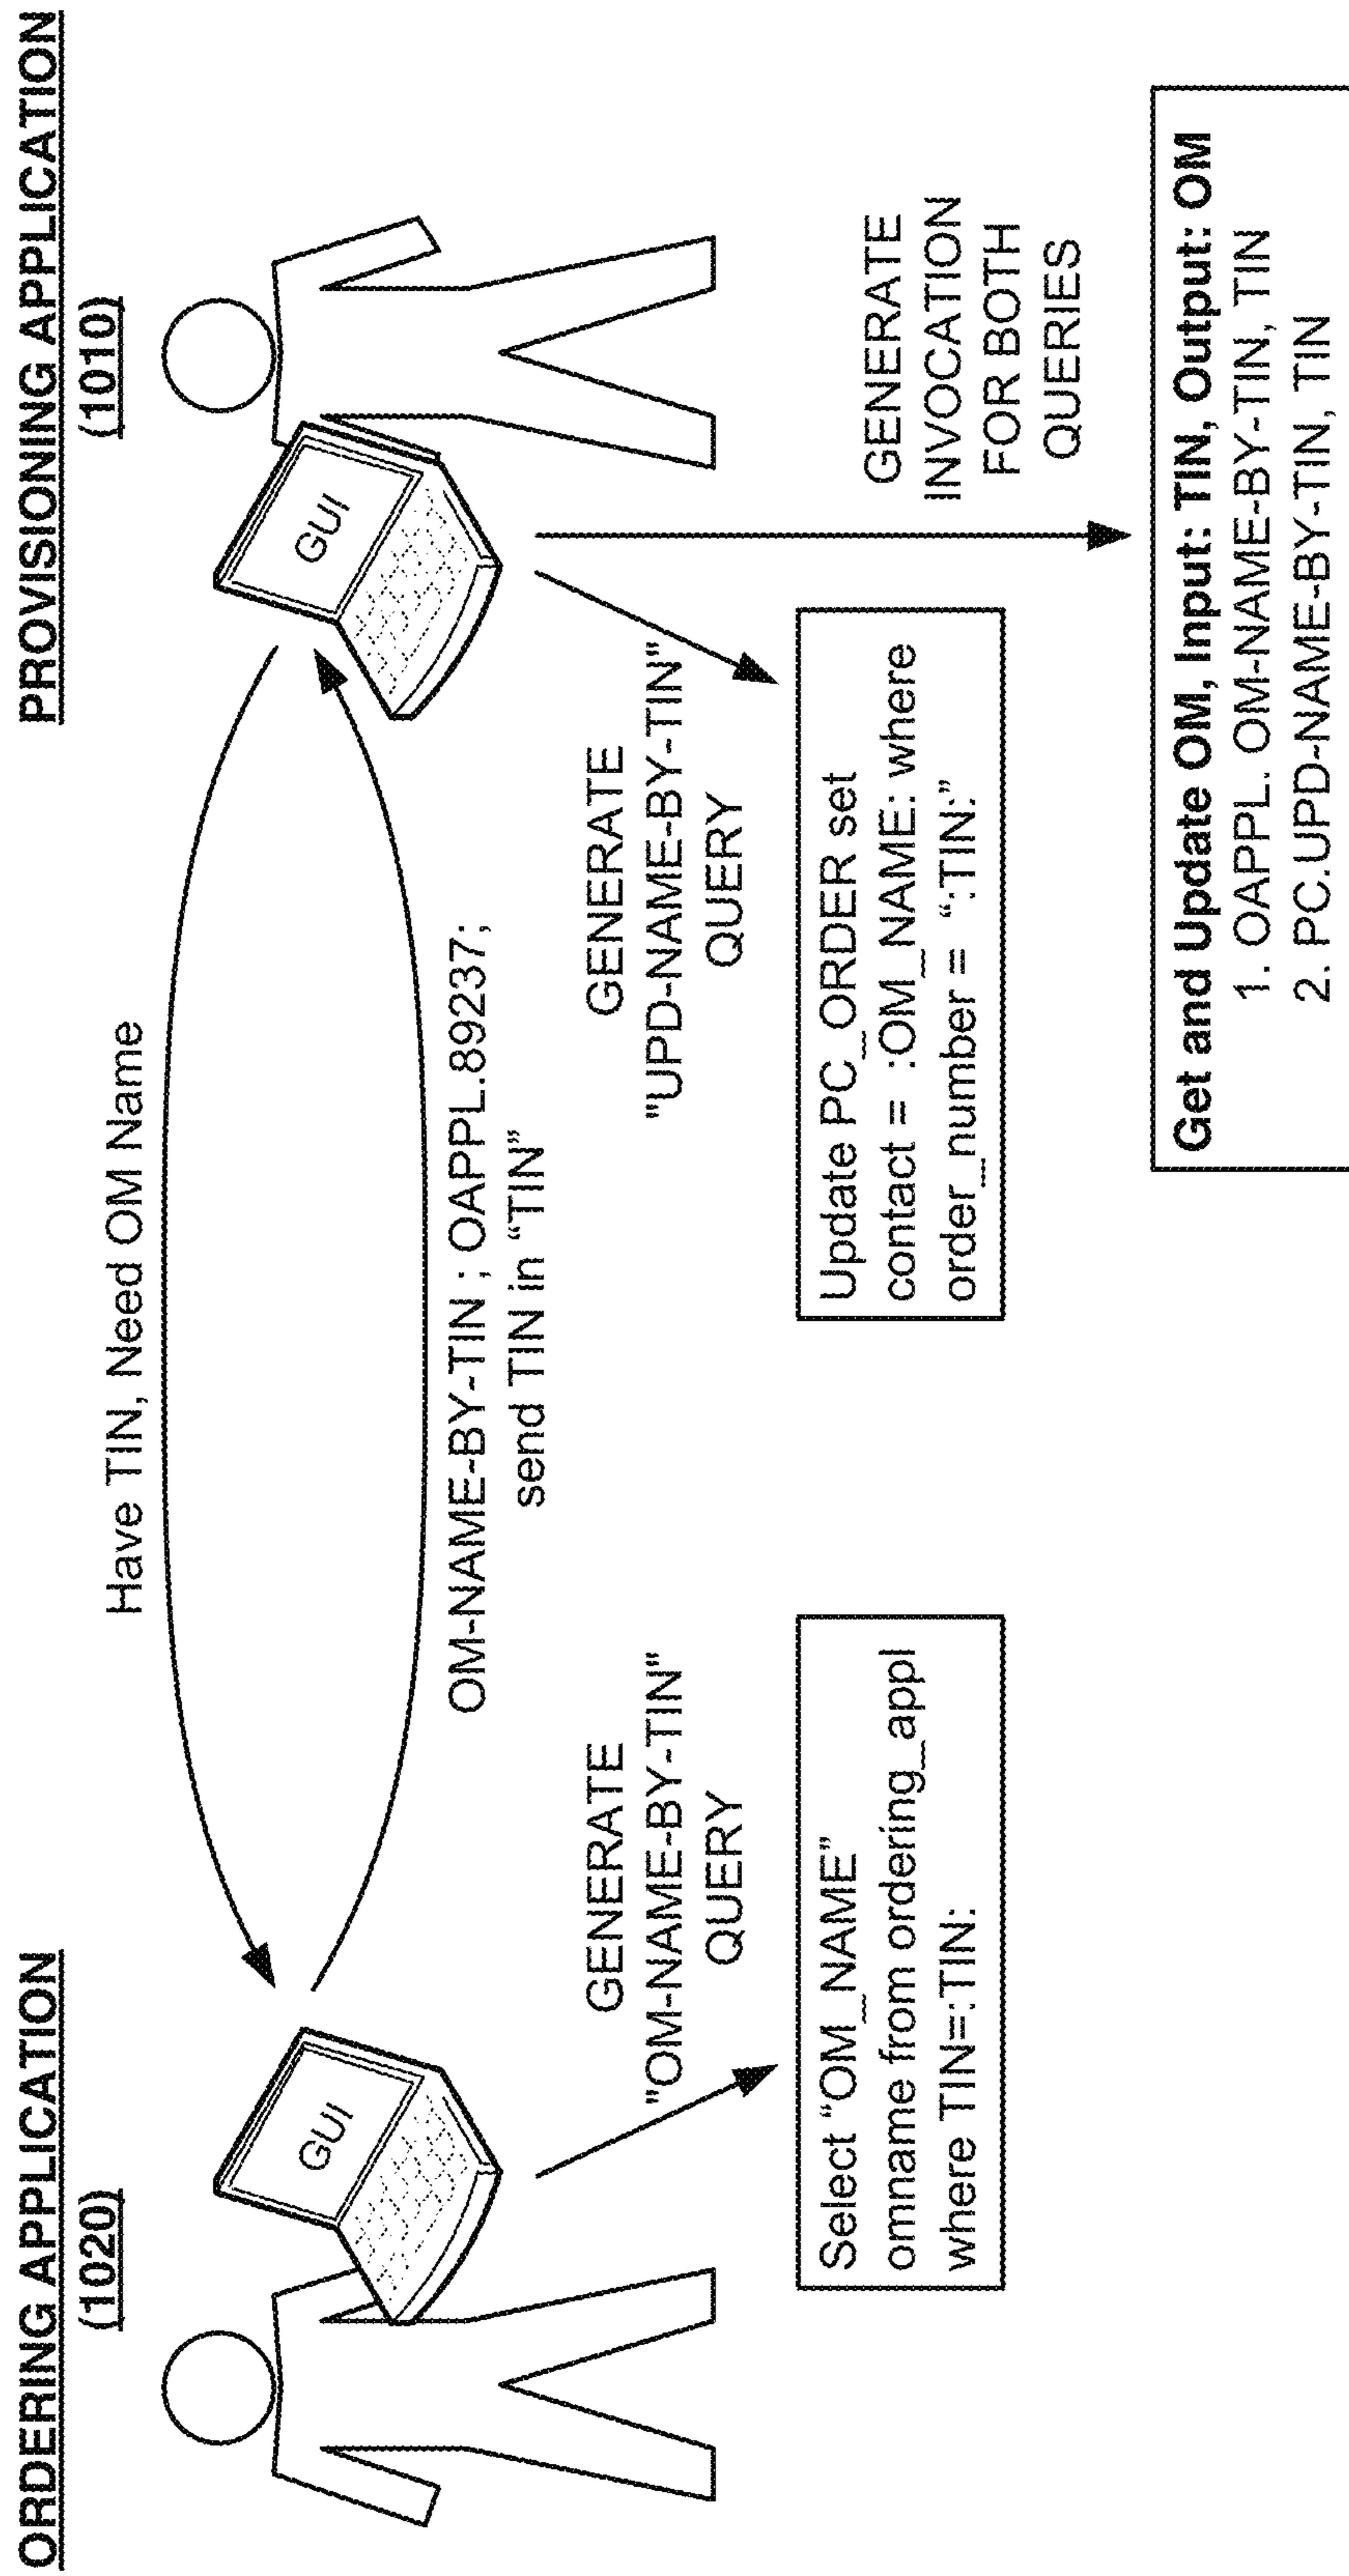 ORDERING APPLICATION
(1020)
PROVISIONING APPLICATION
(1010)
Have TIN, Need OM Name
GUI
GUI
OM-NAME-BY-TIN ; OAPPL.89237;
send TIN in “TIN”
GENERATE
"OM-NAME-BY-TIN"
QUERY
Select “OM_NAME”
omname from ordering_appl
where TIN=:TIN:
GENERATE
"UPD-NAME-BY-TIN"
QUERY
Update PC_ORDER set
contact = :OM_NAME: where
order_number = “:TIN:”
GENERATE
INVOCATION
FOR BOTH
QUERIES
Get and Update OM, Input: TIN, Output: OM
1. OAPPL. OM-NAME-BY-TIN, TIN
2. PC.UPD-NAME-BY-TIN, TIN